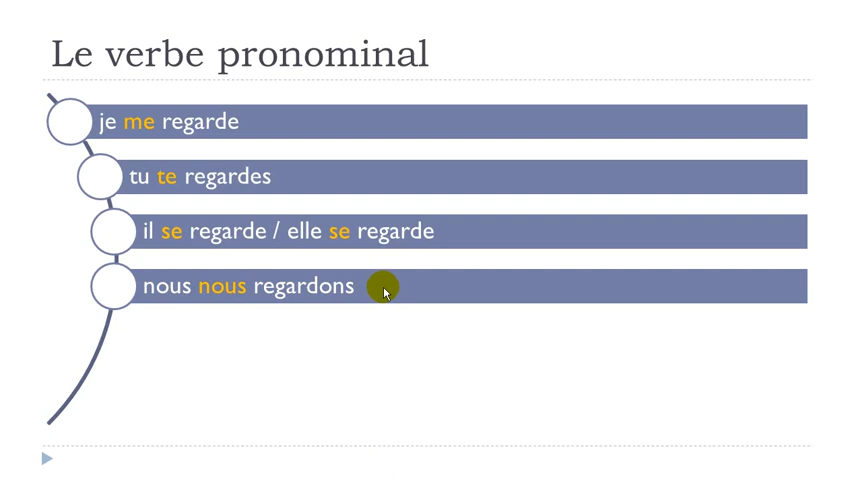 Le verbe pronominal
je me regarde
tu te regardes
il se regarde / elle se regarde
nous nous regardons